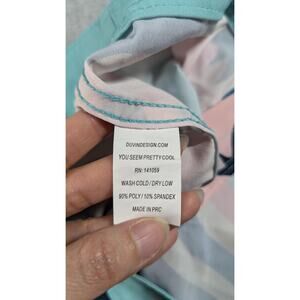 DUVINDESIGN.COM
YOU SEEM PRETTY COOL
RN: 141059
WASH COLD / DRY LOW
90% POLY / 10% SPANDEX
MADE IN PRC